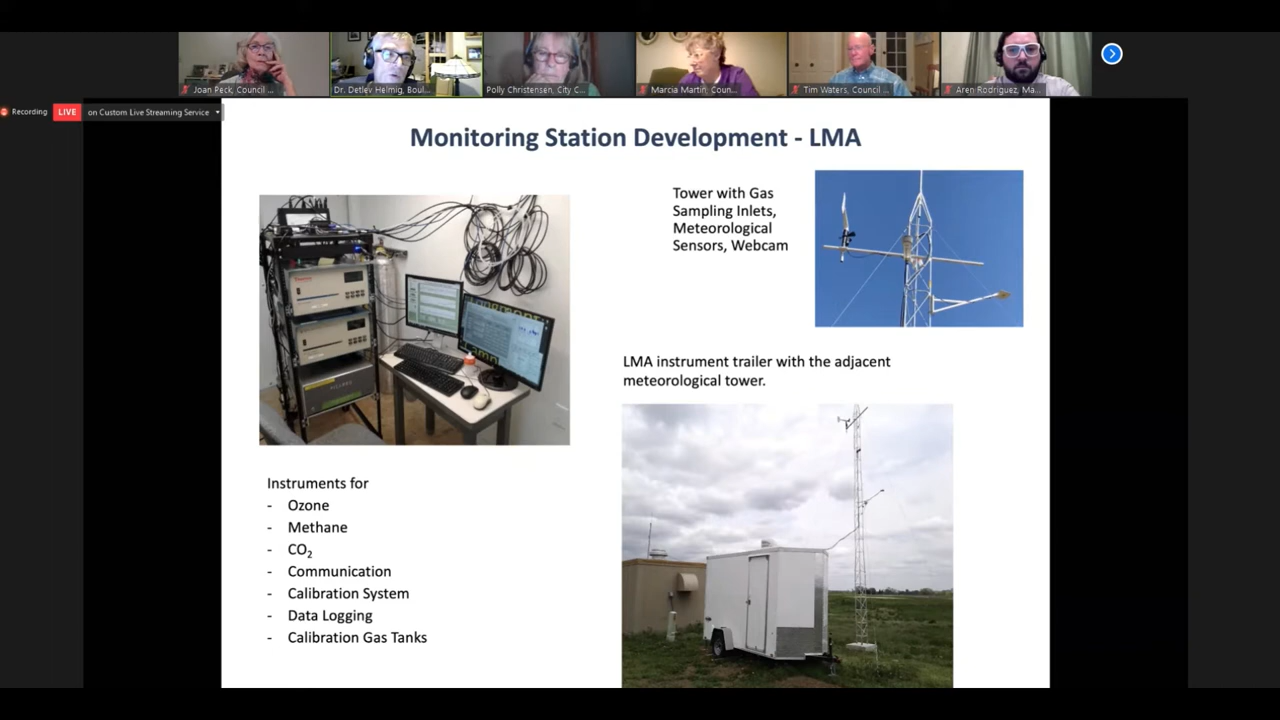 Joan Peck, Council ...
Dr. Detlev Helmig, Boul...
Polly Christensen, City C...
Marcia Martin, Coun...
Tim Waters, Council ...
Aren Rodriguez, Ma...
Recording
LIVE
on Custom Live Streaming Service
Monitoring Station Development - LMA
Tower with Gas
Sampling Inlets,
Meteorological
Sensors, Webcam
LMA instrument trailer with the adjacent
meteorological tower.
Instruments for
- Ozone
- Methane
- CO₂
- Communication
- Calibration System
- Data Logging
- Calibration Gas Tanks